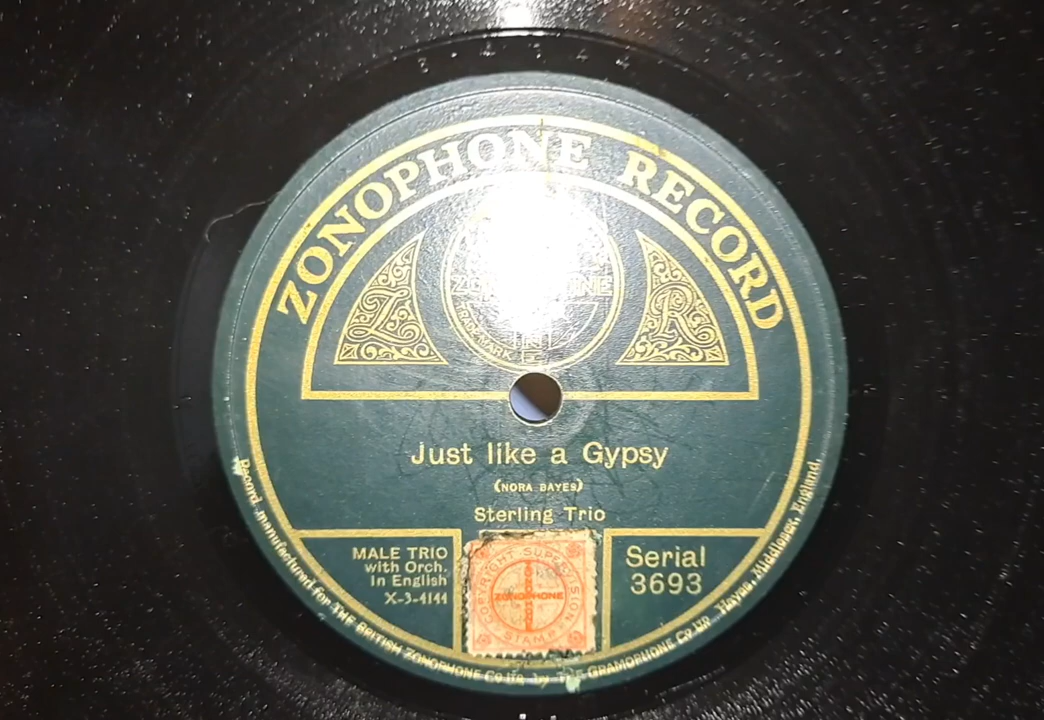 ZONOPHONE RECORD
TRADE MARK
Just like a Gypsy
(NORA BAYES)
Sterling Trio
MALE TRIO
with Orch.
In English
X-3-4144
COPYRIGHT SUPERVISION
ZONOPHONE
STAMP
Serial
3693
Record manufactured for THE BRITISH ZONOPHONE Co Ltd. by THE GRAMOPHONE Co Ltd. Hayes, Middlesex, England.